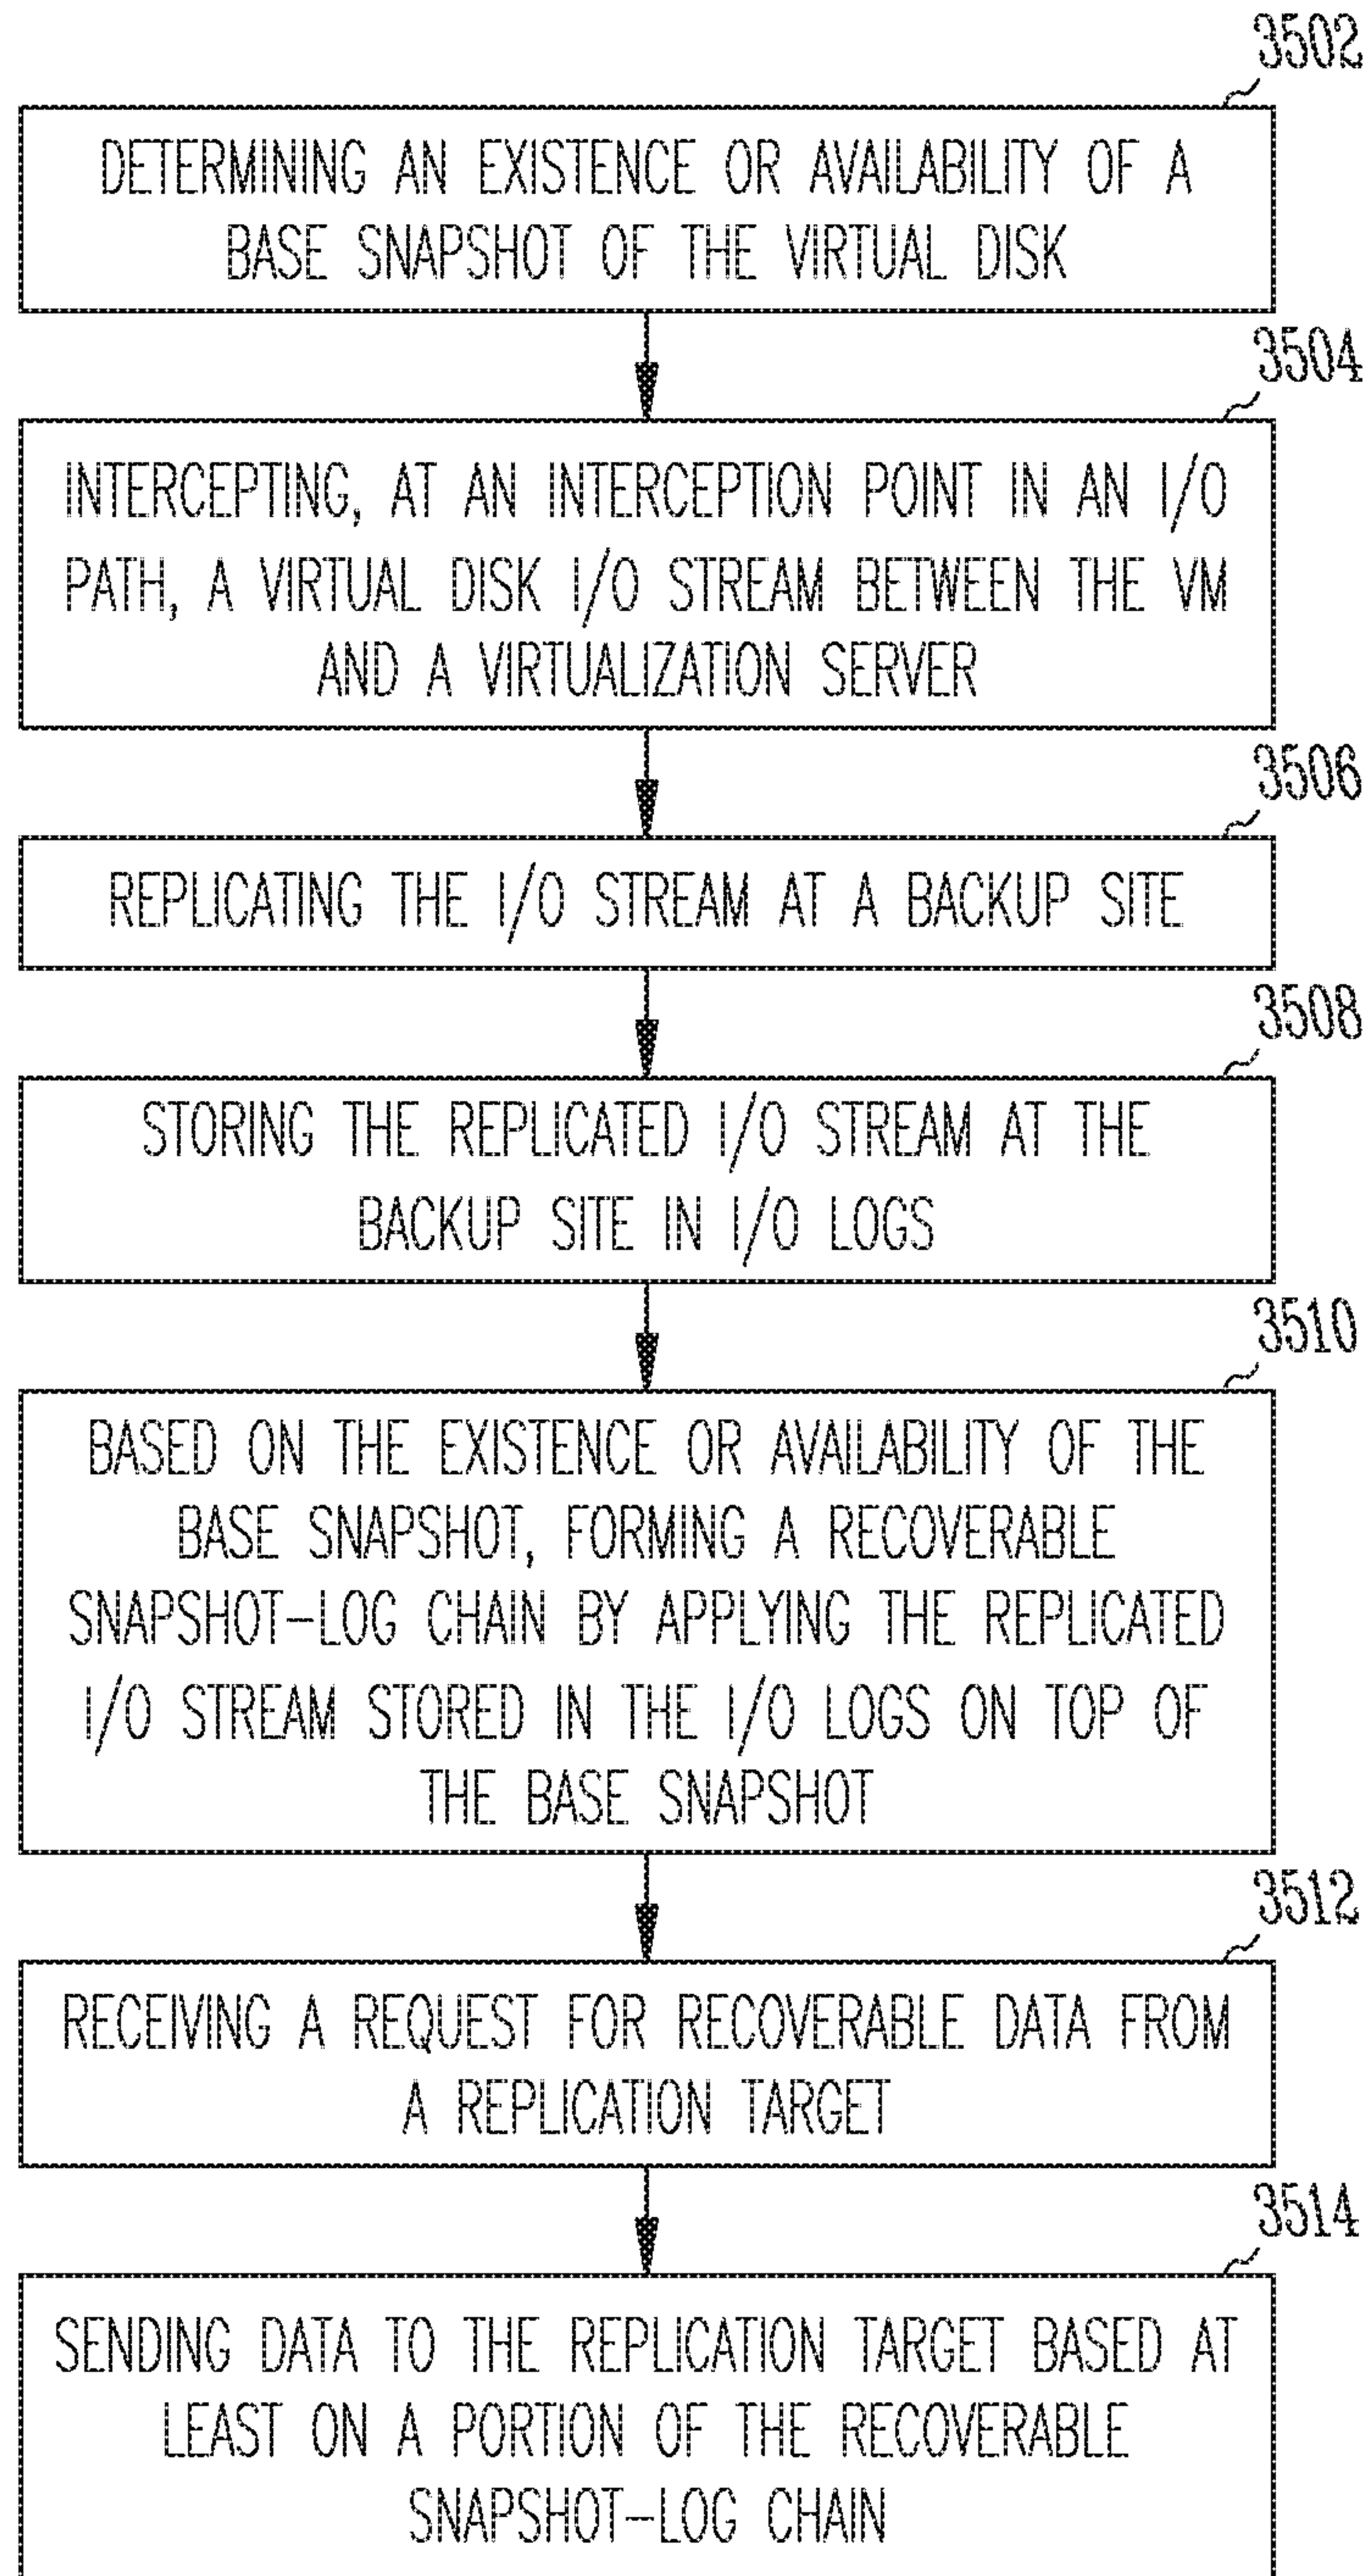 3502
DETERMINING AN EXISTENCE OR AVAILABILITY OF A
BASE SNAPSHOT OF THE VIRTUAL DISK
3504
INTERCEPTING, AT AN INTERCEPTION POINT IN AN I/O
PATH, A VIRTUAL DISK I/O STREAM BETWEEN THE VM
AND A VIRTUALIZATION SERVER
3506
REPLICATING THE I/O STREAM AT A BACKUP SITE
3508
STORING THE REPLICATED I/O STREAM AT THE
BACKUP SITE IN I/O LOGS
3510
BASED ON THE EXISTENCE OR AVAILABILITY OF THE
BASE SNAPSHOT, FORMING A RECOVERABLE
SNAPSHOT-LOG CHAIN BY APPLYING THE REPLICATED
I/O STREAM STORED IN THE I/O LOGS ON TOP OF
THE BASE SNAPSHOT
3512
RECEIVING A REQUEST FOR RECOVERABLE DATA FROM
A REPLICATION TARGET
3514
SENDING DATA TO THE REPLICATION TARGET BASED AT
LEAST ON A PORTION OF THE RECOVERABLE
SNAPSHOT-LOG CHAIN